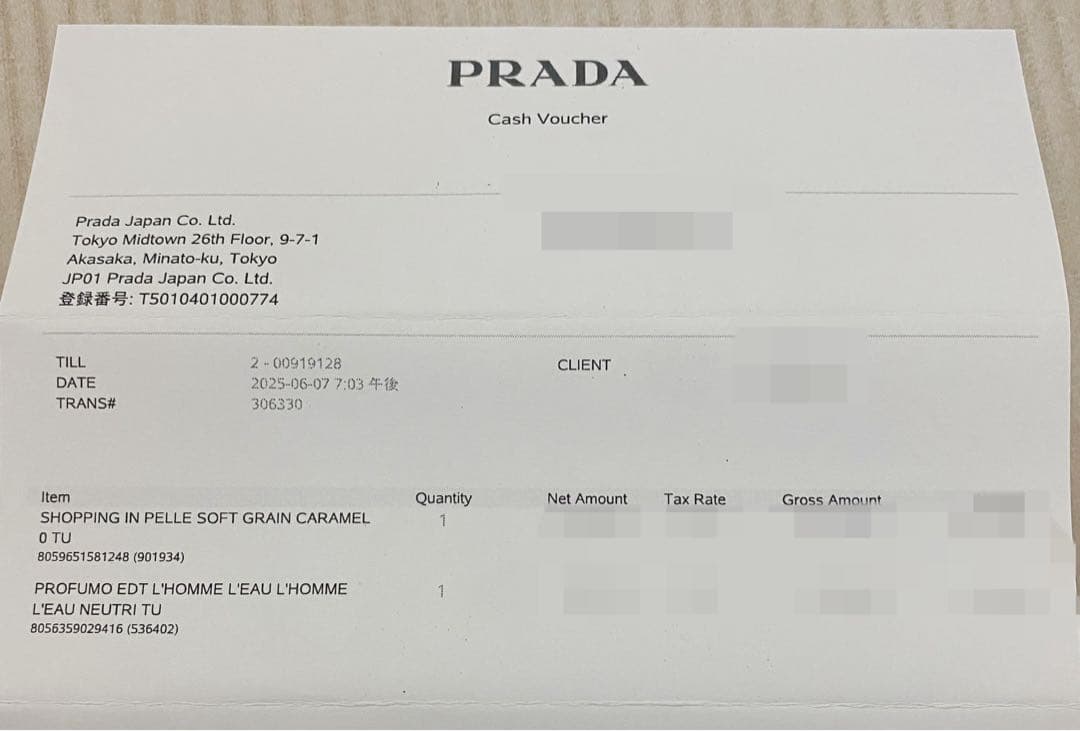 PRADA
Cash Voucher
Prada Japan Co. Ltd.
Tokyo Midtown 26th Floor, 9-7-1
Akasaka, Minato-ku, Tokyo
JP01 Prada Japan Co. Ltd.
登録番号: T5010401000774
TILL 2 - 00919128 CLIENT
DATE 2025-06-07 7:03 午後
TRANS# 306330
Item Quantity Net Amount Tax Rate Gross Amount
SHOPPING IN PELLE SOFT GRAIN CARAMEL 1
0 TU
8059651581248 (901934)
PROFUMO EDT L'HOMME L'EAU L'HOMME 1
L'EAU NEUTRI TU
8056359029416 (536402)